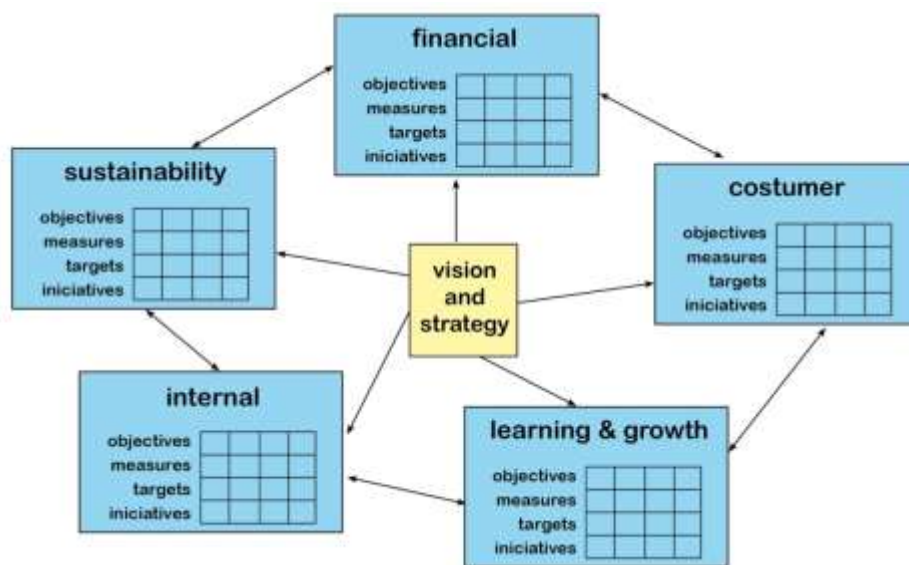 financial
objectives
measures
targets
iniciatives
sustainability
objectives
measures
targets
iniciatives
costumer
objectives
measures
targets
iniciatives
vision
and
strategy
internal
objectives
measures
targets
iniciatives
learning & growth
objectives
measures
targets
iniciatives